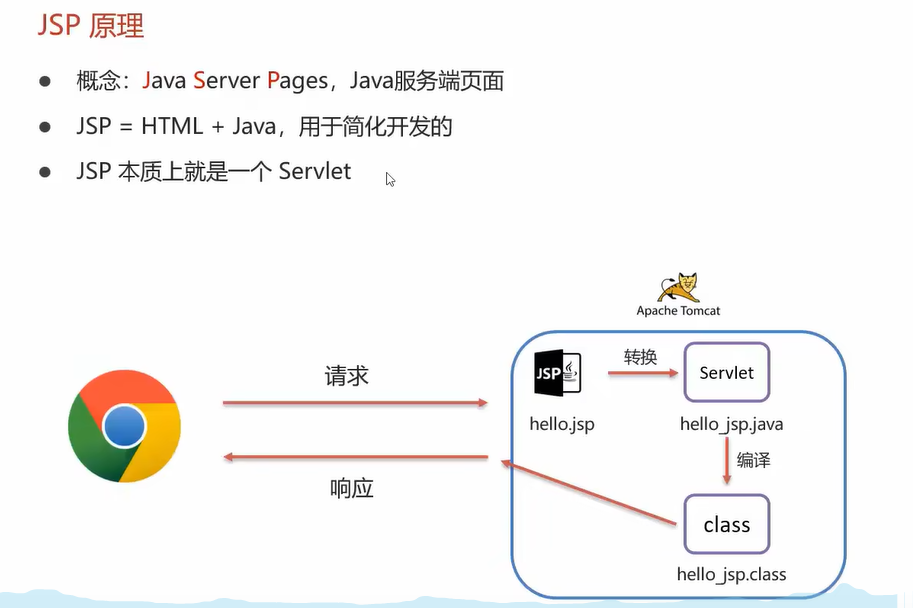 JSP 原理
概念：Java Server Pages，Java服务端页面
JSP = HTML + Java，用于简化开发的
JSP 本质上就是一个 Servlet
Apache Tomcat
请求
JSP
转换
Servlet
hello.jsp
hello_jsp.java
编译
响应
class
hello_jsp.class